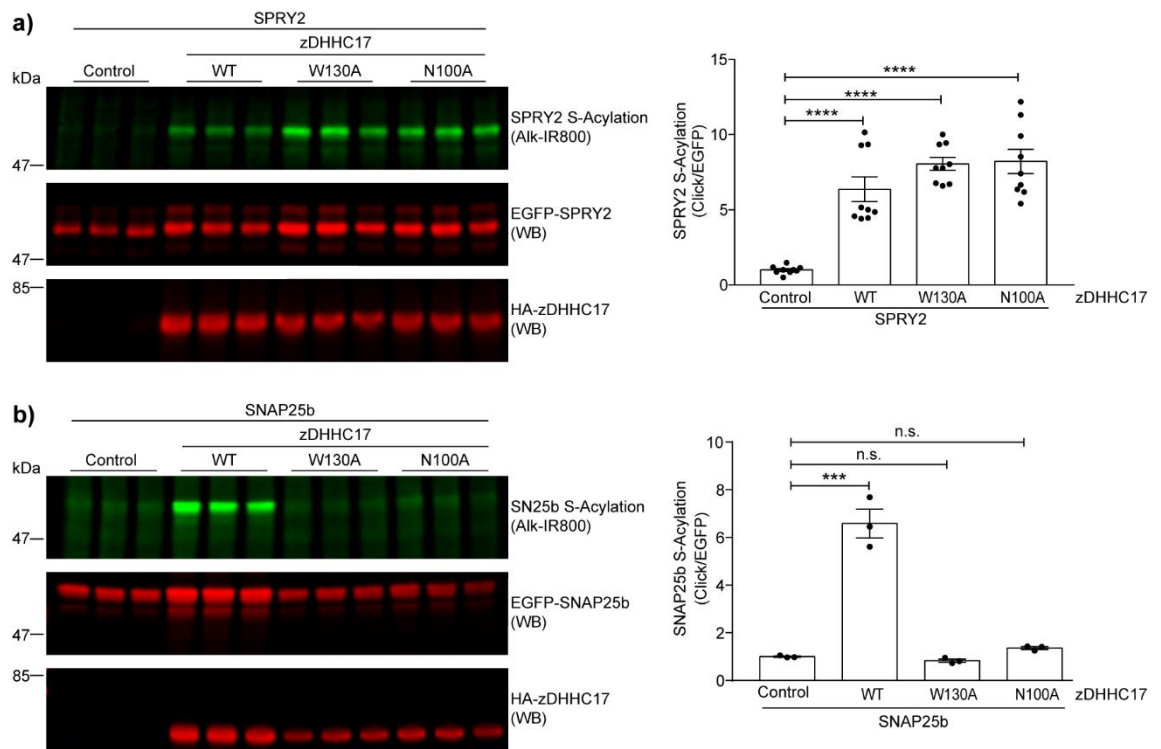 a)
SPRY2
zDHHC17
kDa
Control
WT
W130A
N100A
SPRY2 S-Acylation
(Alk-IR800)
47
EGFP-SPRY2
(WB)
47
85
HA-zDHHC17
(WB)
SPRY2 S-Acylation
(Click/EGFP)
15
10
5
0
****
****
****
Control
WT
W130A
N100A
zDHHC17
SPRY2
b)
SNAP25b
zDHHC17
kDa
Control
WT
W130A
N100A
SN25b S-Acylation
(Alk-IR800)
47
EGFP-SNAP25b
(WB)
47
85
HA-zDHHC17
(WB)
SNAP25b S-Acylation
(Click/EGFP)
10
8
6
4
2
0
n.s.
n.s.
***
Control
WT
W130A
N100A
zDHHC17
SNAP25b